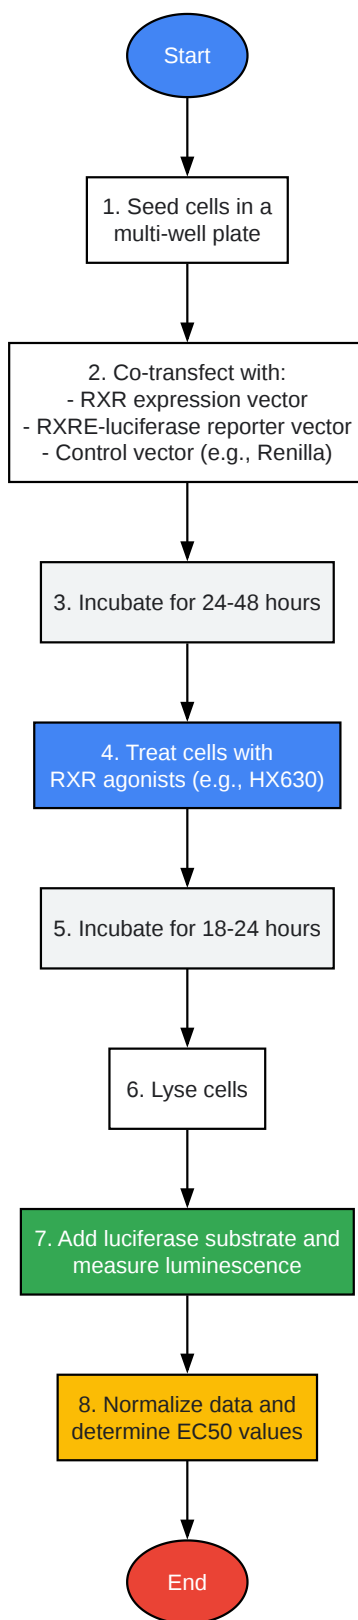 Start
1. Seed cells in a
multi-well plate
2. Co-transfect with:
- RXR expression vector
- RXRE-luciferase reporter vector
- Control vector (e.g., Renilla)
3. Incubate for 24-48 hours
4. Treat cells with
RXR agonists (e.g., HX630)
5. Incubate for 18-24 hours
6. Lyse cells
7. Add luciferase substrate and
measure luminescence
8. Normalize data and
determine EC50 values
End